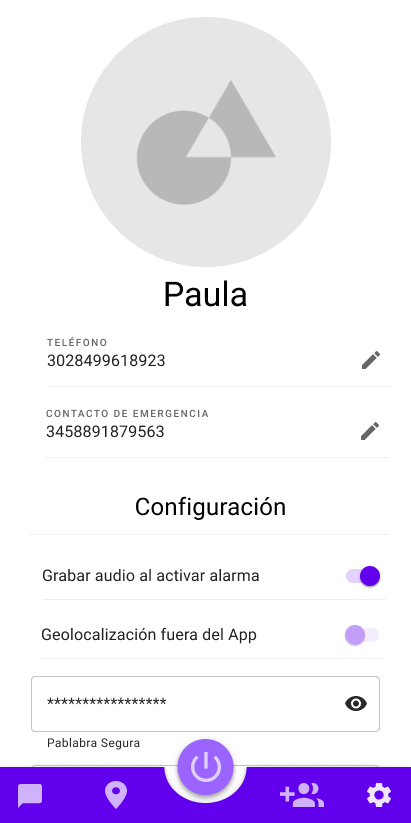 Paula
TELÉFONO
3028499618923
CONTACTO DE EMERGENCIA
3458891879563
Configuración
Grabar audio al activar alarma
Geolocalización fuera del App
*****************
Pablabra Segura